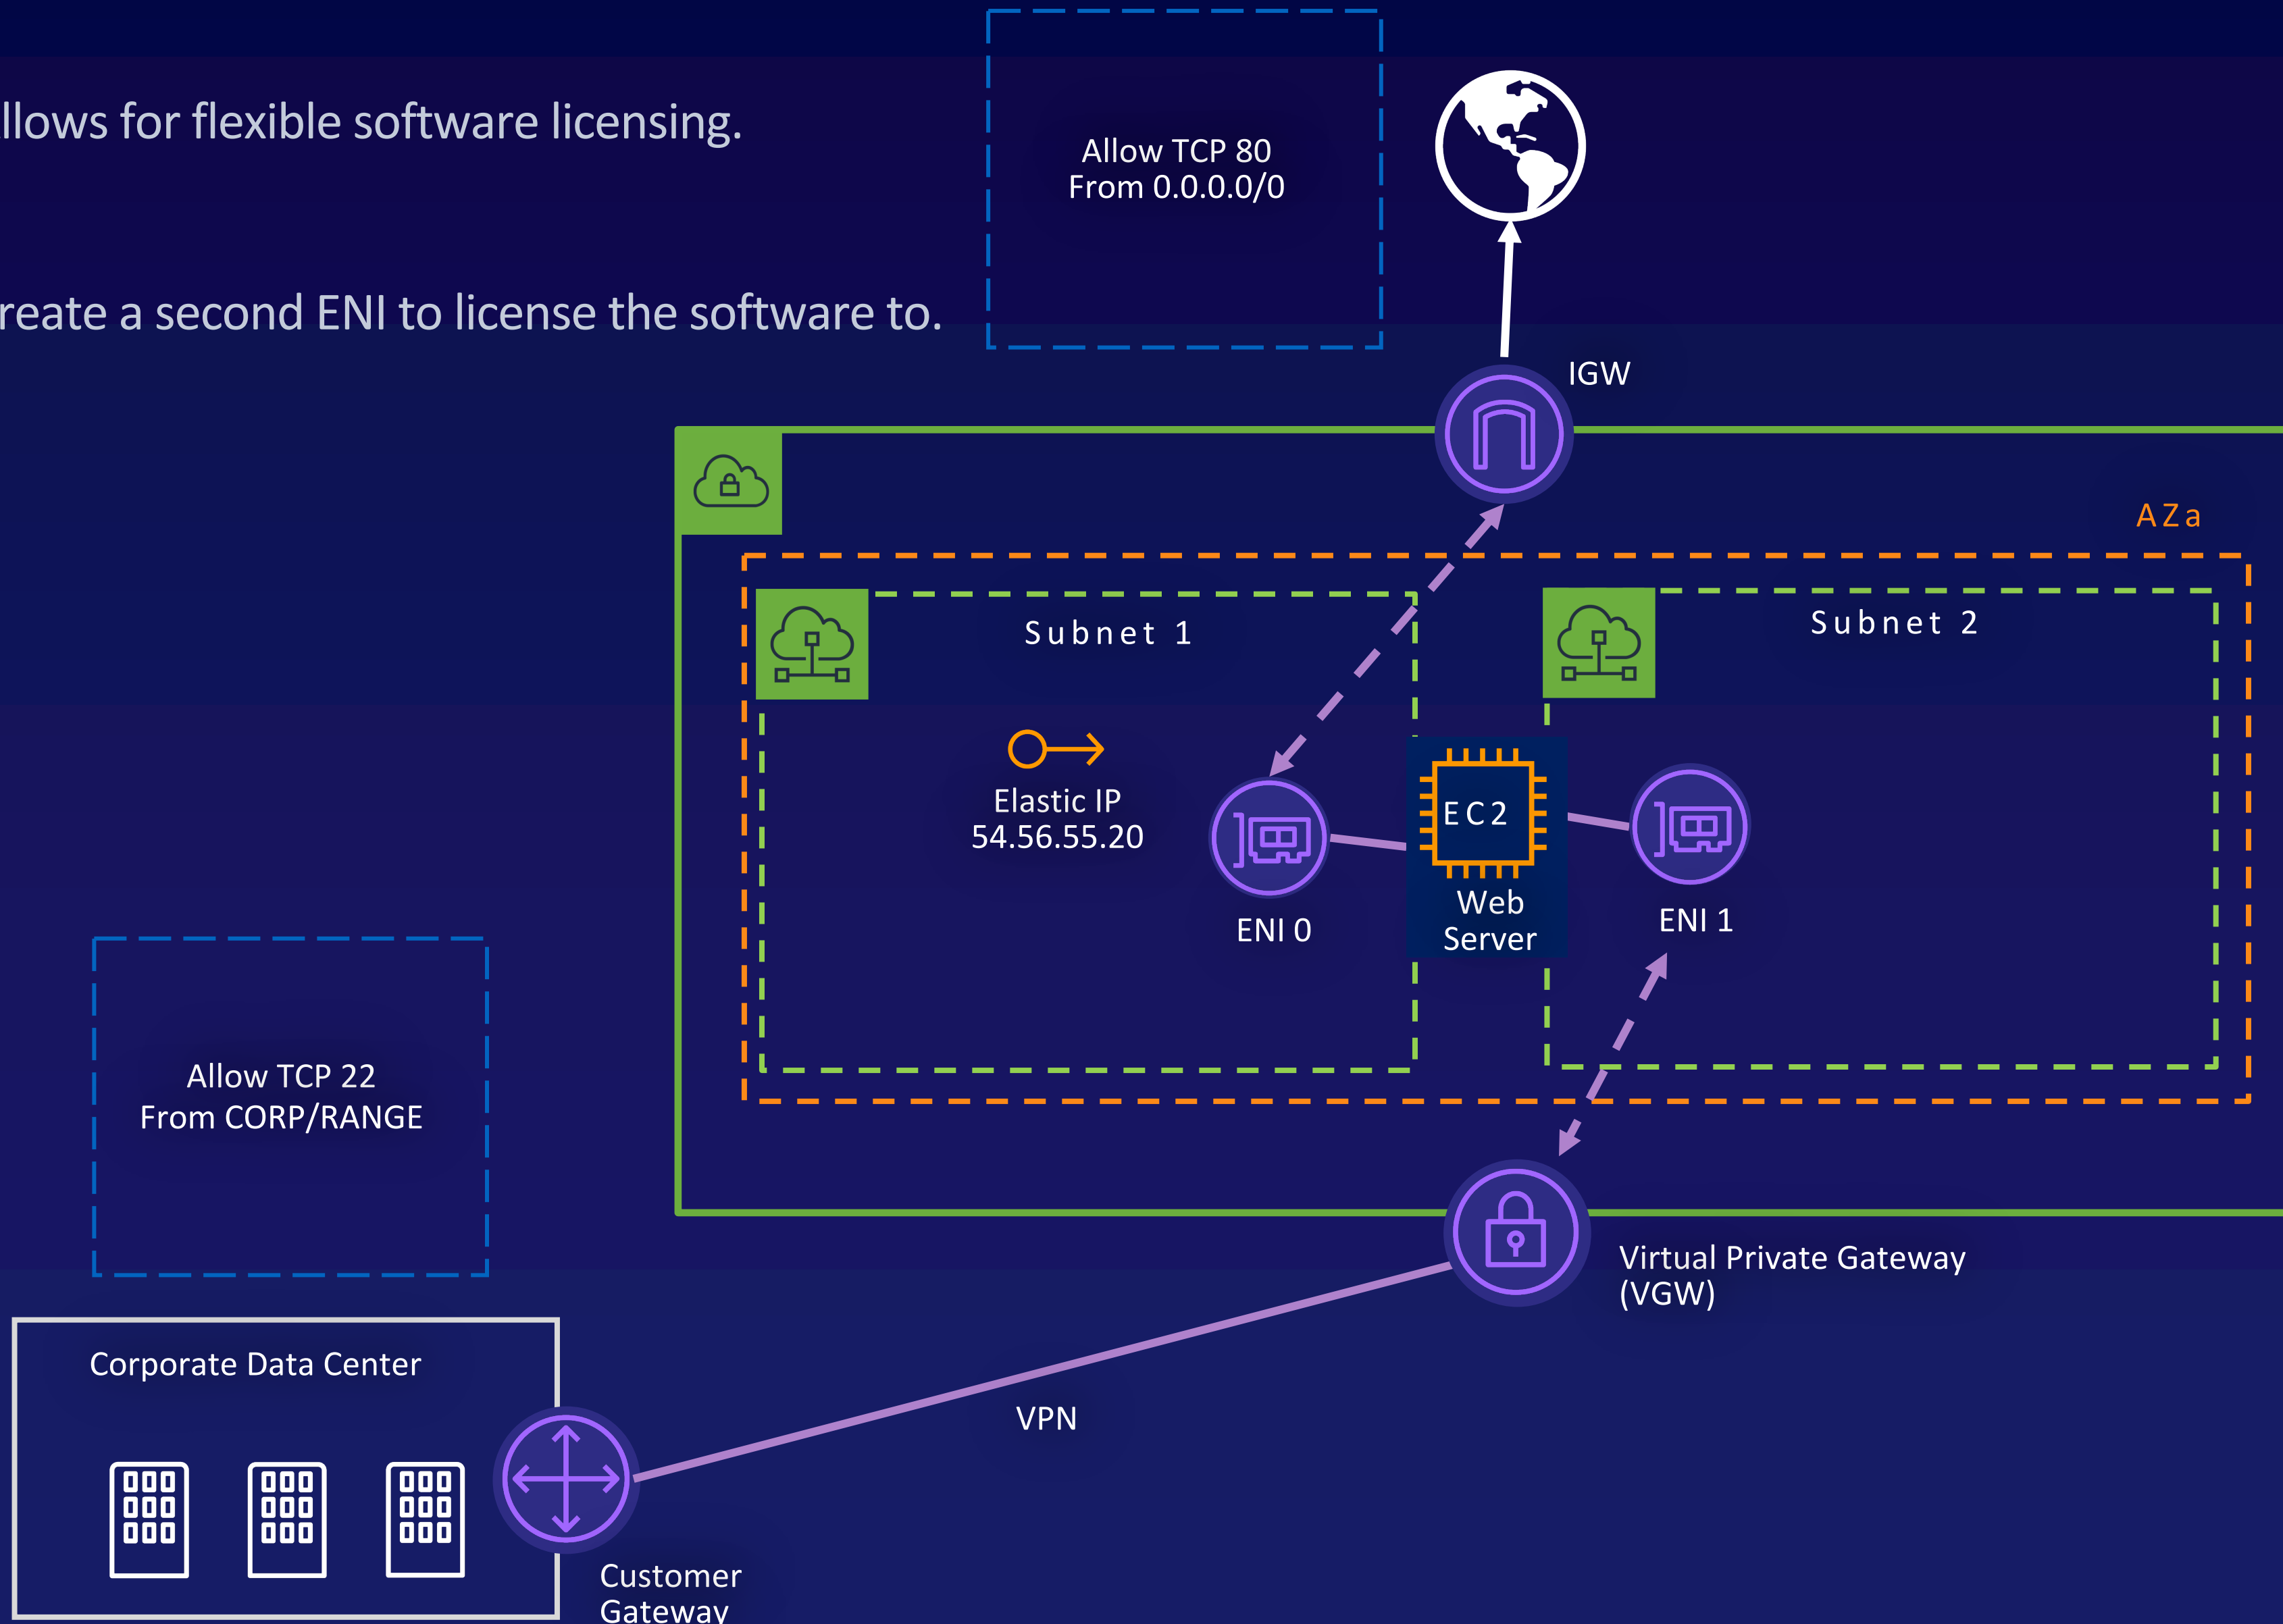 llows for flexible software licensing.
reate a second ENI to license the software to.
Allow TCP 80
From 0.0.0.0/0
IGW
AZa
Subnet 1
Subnet 2
Elastic IP
54.56.55.20
ENI 0
EC2
Web
Server
ENI 1
Allow TCP 22
From CORP/RANGE
Virtual Private Gateway
(VGW)
Corporate Data Center
VPN
Customer
Gateway